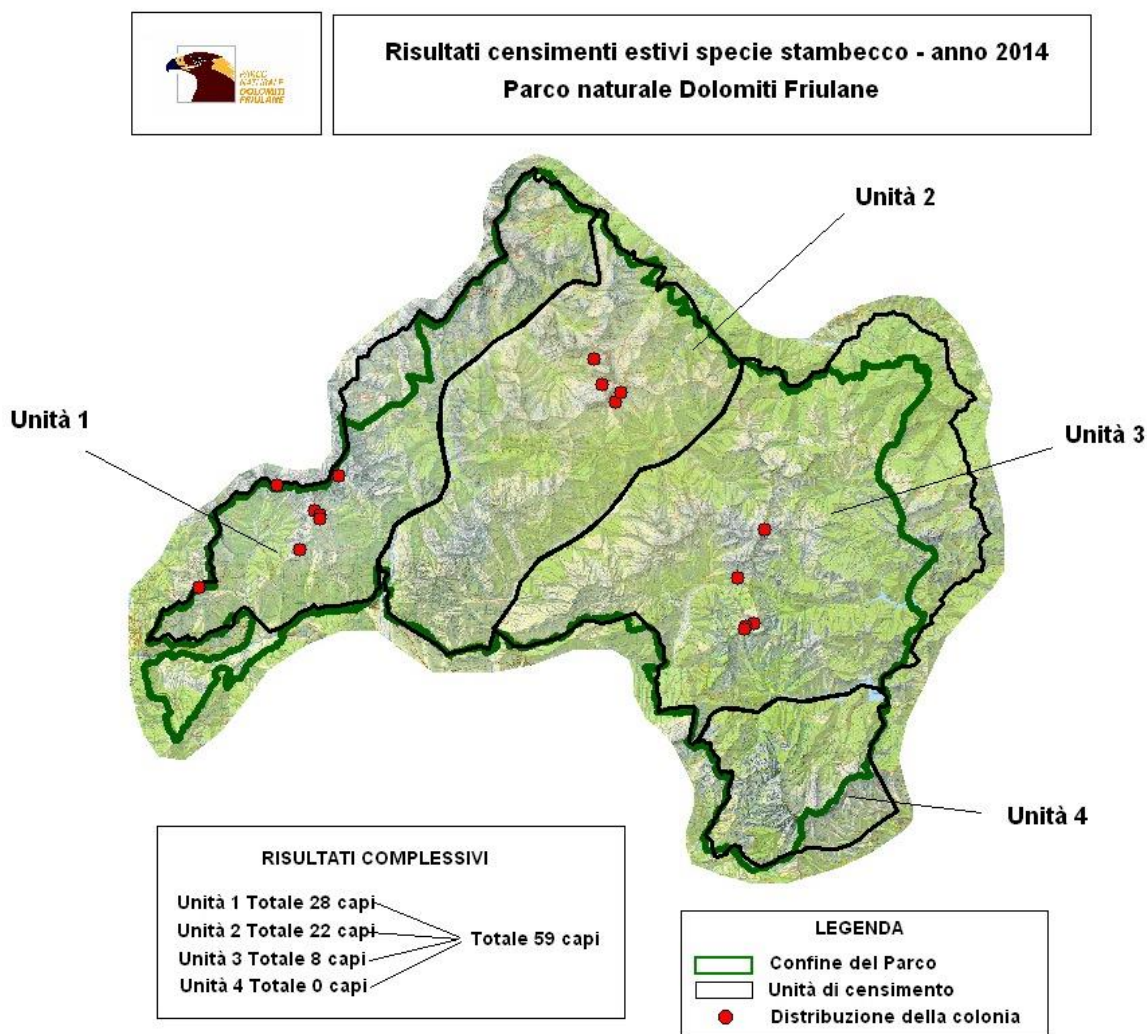 PARCO
NATURALE
DOLOMITI
FRIULANE
Risultati censimenti estivi specie stambecco - anno 2014
Parco naturale Dolomiti Friulane
Unità 2
Unità 1
Unità 3
Unità 4
RISULTATI COMPLESSIVI
Unità 1 Totale 28 capi
Unità 2 Totale 22 capi
Unità 3 Totale 8 capi
Unità 4 Totale 0 capi
Totale 59 capi
LEGENDA
Confine del Parco
Unità di censimento
Distribuzione della colonia